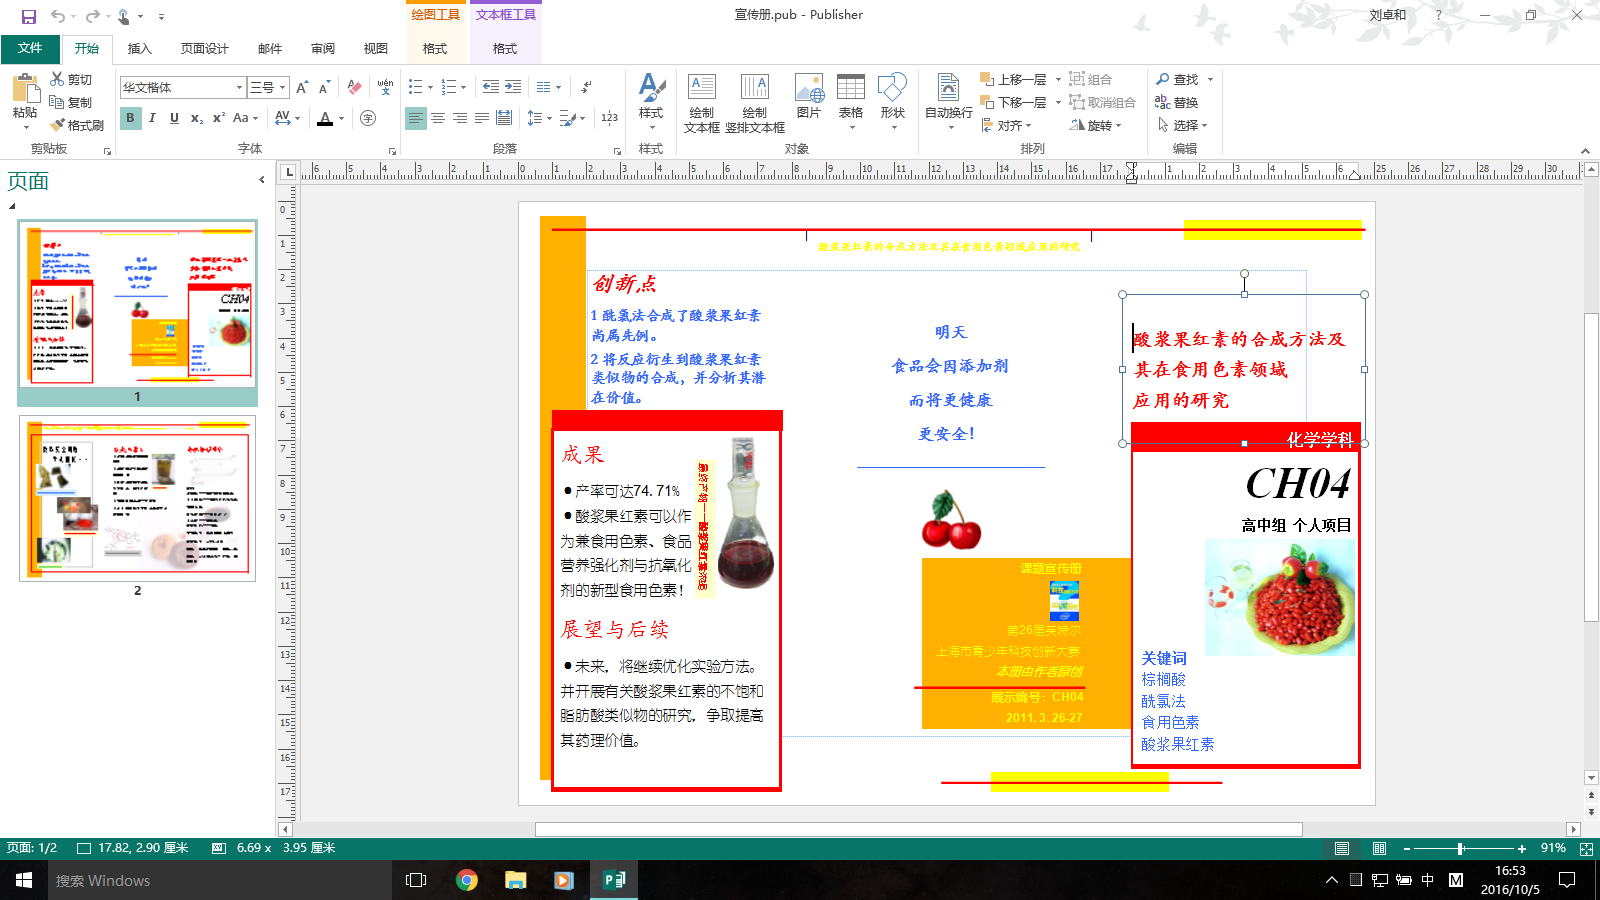 绘图工具
文本框工具
宣传册.pub - Publisher
刘卓和
?
文件
开始
插入
页面设计
邮件
审阅
视图
格式
格式
粘贴
剪切
复制
格式刷
剪贴板
华文楷体
三号
wén
B I U x₂ x² Aa AV A
字体
123
段落
样式
样式
绘制
文本框
绘制
竖排文本框
图片
表格
形状
对象
自动换行
上移一层
下移一层
对齐
组合
取消组合
旋转
排列
查找
替换
选择
编辑
页面
1
2
酸浆果红素的合成方法及其在食用色素领域应用的研究
创新点
1 酰氯法合成了酸浆果红素
尚属先例。
2 将反应衍生到酸浆果红素
类似物的合成，并分析其潜
在价值。
成果
●产率可达74.71%
●酸浆果红素可以作
为兼食用色素、食品
营养强化剂与抗氧化
剂的新型食用色素！
展望与后续
●未来，将继续优化实验方法。
并开展有关酸浆果红素的不饱和
脂肪酸类似物的研究，争取提高
其药理价值。
明天
食品会因添加剂
而将更健康
更安全！
课题宣传册
第26届英特尔
上海市青少年科技创新大赛
本册由作者原创
展示编号：CH04
2011.3.26-27
酸浆果红素的合成方法及
其在食用色素领域
应用的研究
化学学科
CH04
高中组 个人项目
关键词
棕榈酸
酰氯法
食用色素
酸浆果红素
页面: 1/2
17.82, 2.90 厘米
6.69 x 3.95 厘米
91%
搜索 Windows
中
M
16:53
2016/10/5